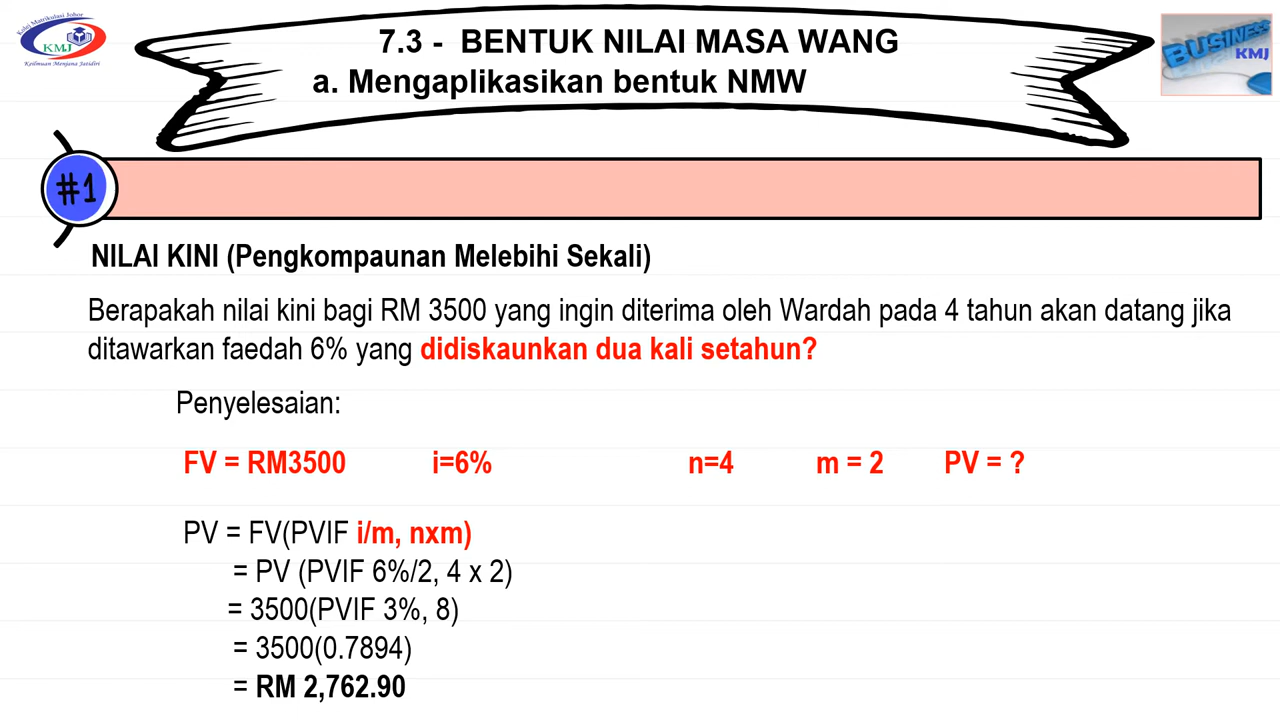 Kolej Matrikulasi Johor
KMJ
Keilmuan Menjana Jatidiri
7.3 - BENTUK NILAI MASA WANG
a. Mengaplikasikan bentuk NMW
BUSINESS
KMJ
#1
NILAI KINI (Pengkompaunan Melebihi Sekali)
Berapakah nilai kini bagi RM 3500 yang ingin diterima oleh Wardah pada 4 tahun akan datang jika
ditawarkan faedah 6% yang didiskaunkan dua kali setahun?
Penyelesaian:
FV = RM3500 i=6% n=4 m = 2 PV = ?
PV = FV(PVIF i/m, nxm)
= PV (PVIF 6%/2, 4 x 2)
= 3500(PVIF 3%, 8)
= 3500(0.7894)
= RM 2,762.90